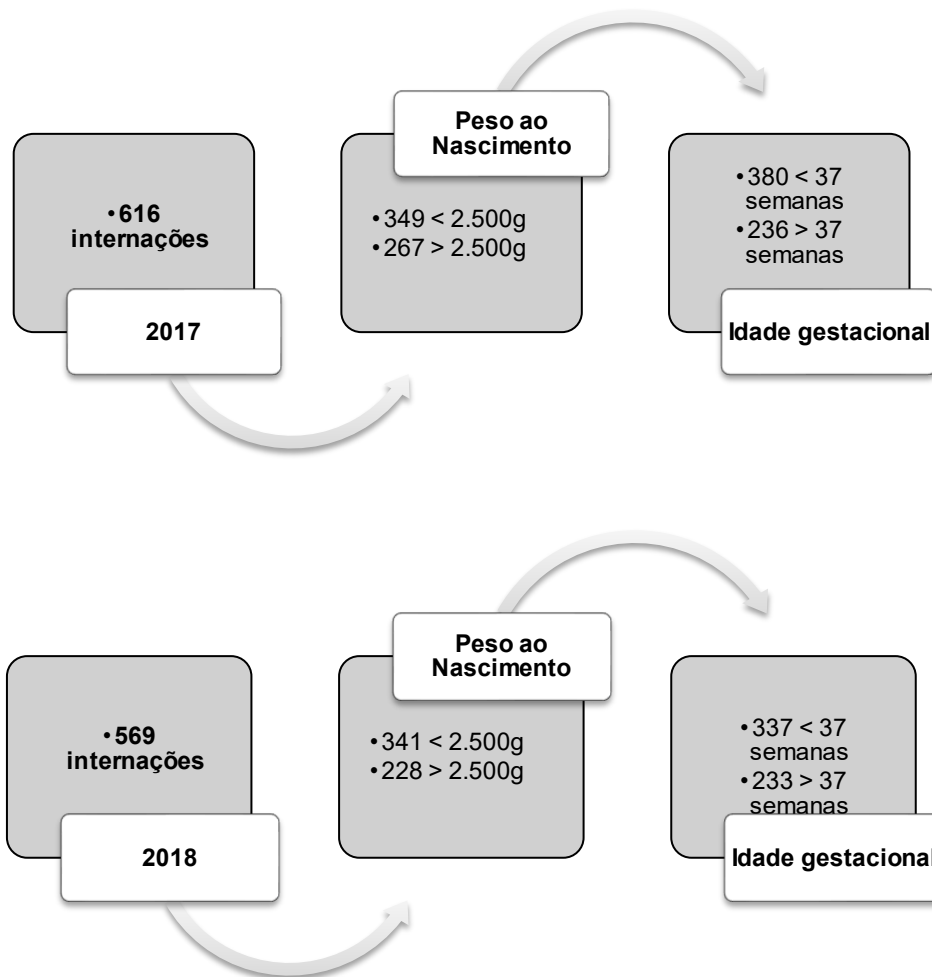 •616
internações
2017
Peso ao
Nascimento
•349 < 2.500g
•267 > 2.500g
•380 < 37
semanas
•236 > 37
semanas
Idade gestacional
•569
internações
2018
Peso ao
Nascimento
•341 < 2.500g
•228 > 2.500g
•337 < 37
semanas
•233 > 37
semanas
Idade gestacional